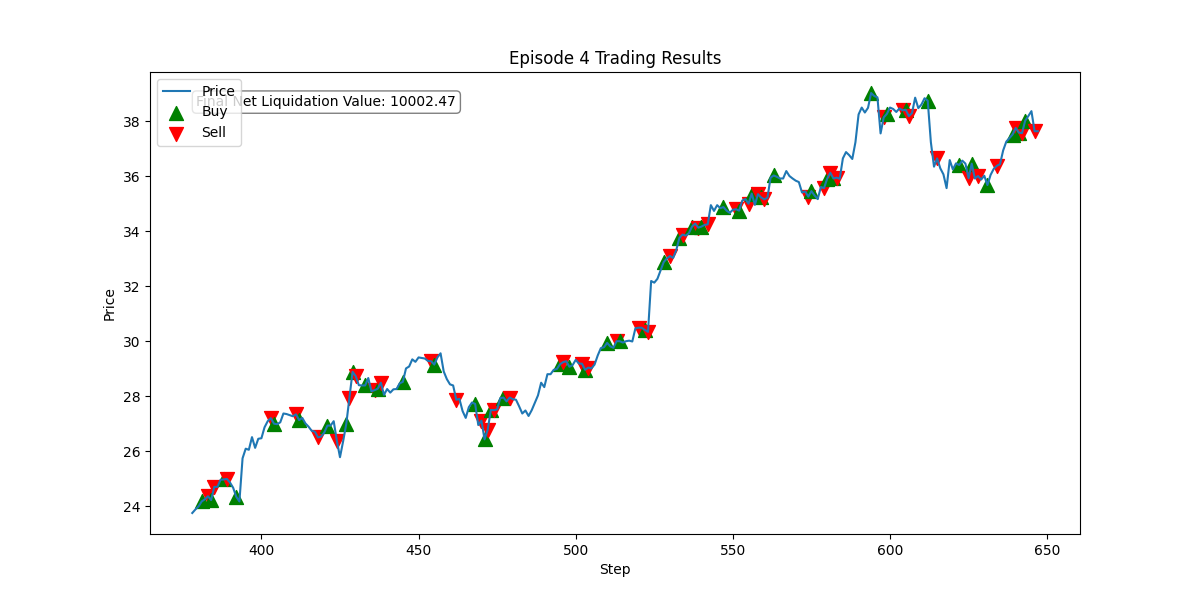 Episode 4 Trading Results
Final Net Liquidation Value: 10002.47
Price
Buy
Sell
Price
38
36
34
32
30
28
26
24
400
450
500
550
600
650
Step